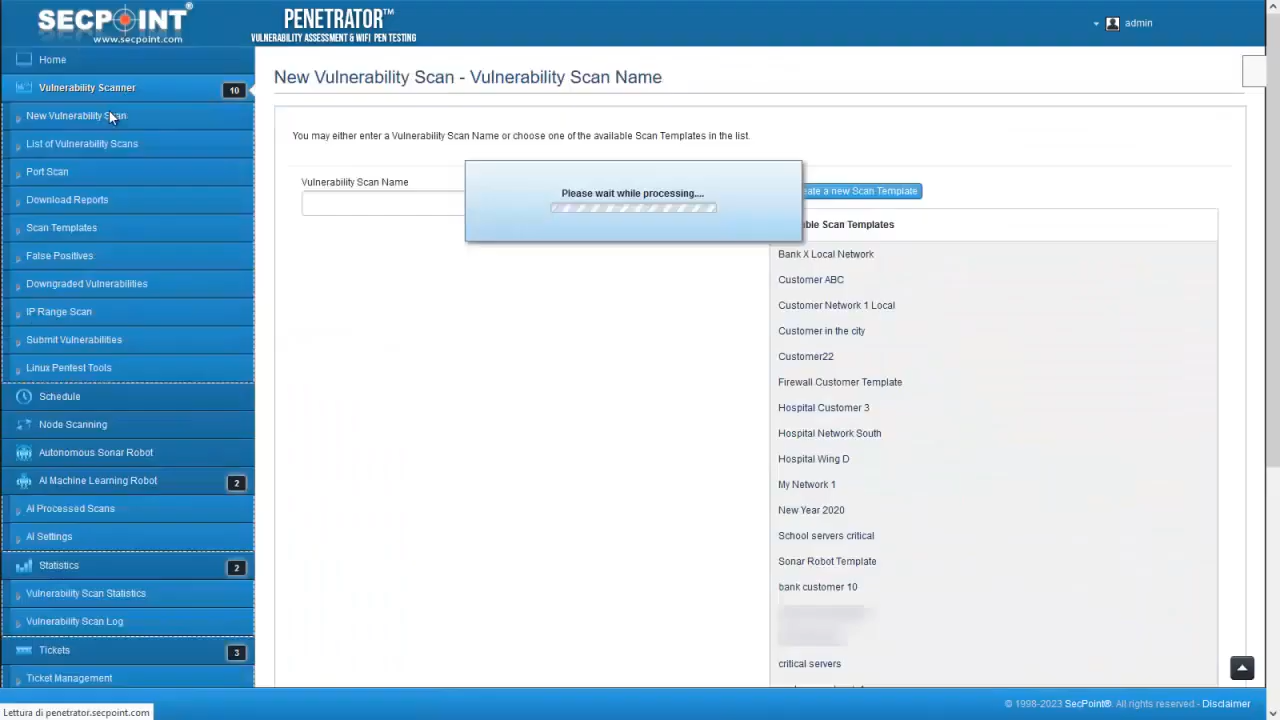 SECPOINT®
www.secpoint.com
PENETRATOR™
VULNERABILITY ASSESSMENT & WIFI PEN TESTING
admin
Home
Vulnerability Scanner 10
New Vulnerability Scan
List of Vulnerability Scans
Port Scan
Download Reports
Scan Templates
False Positives
Downgraded Vulnerabilities
IP Range Scan
Submit Vulnerabilities
Linux Pentest Tools
Schedule
Node Scanning
Autonomous Sonar Robot
AI Machine Learning Robot 2
AI Processed Scans
AI Settings
Statistics 2
Vulnerability Scan Statistics
Vulnerability Scan Log
Tickets 3
Ticket Management
New Vulnerability Scan - Vulnerability Scan Name
You may either enter a Vulnerability Scan Name or choose one of the available Scan Templates in the list.
Vulnerability Scan Name
Please wait while processing....
a new Scan Template
Scan Templates
Bank X Local Network
Customer ABC
Customer Network 1 Local
Customer in the city
Customer22
Firewall Customer Template
Hospital Customer 3
Hospital Network South
Hospital Wing D
My Network 1
New Year 2020
School servers critical
Sonar Robot Template
bank customer 10
critical servers
© 1998-2023 SecPoint®. All rights reserved - Disclaimer
Lettura di penetrator.secpoint.com